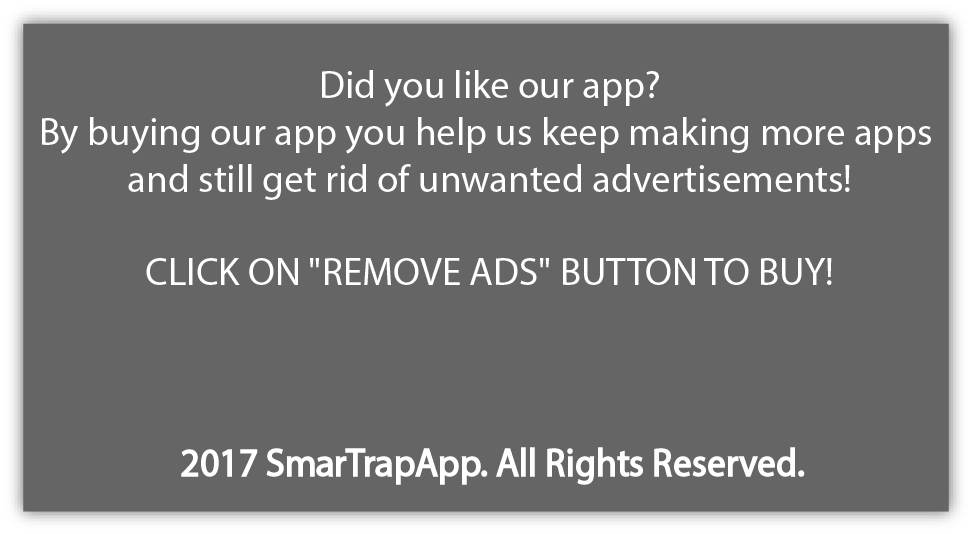 Did you like our app?
By buying our app you help us keep making more apps
and still get rid of unwanted advertisements!
CLICK ON "REMOVE ADS" BUTTON TO BUY!
2017 SmarTrapApp. All Rights Reserved.